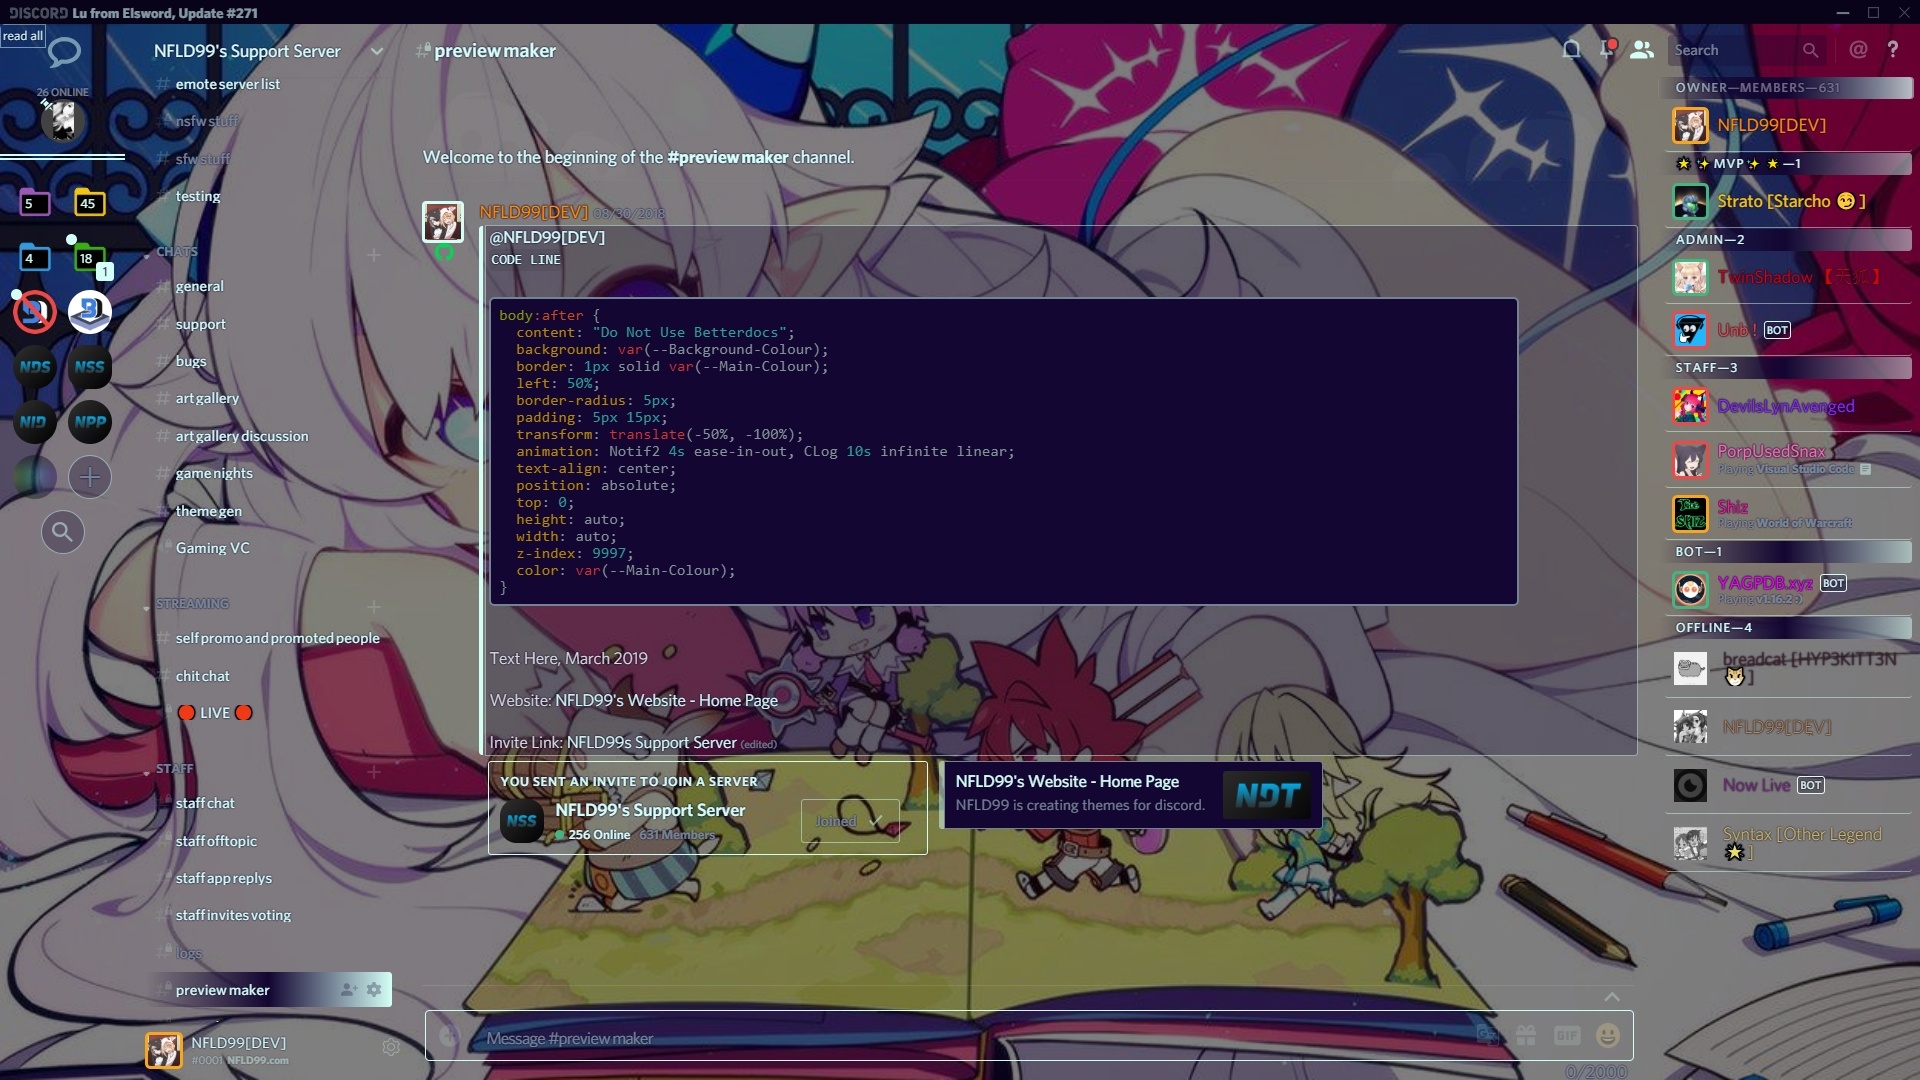 DISCORD Lu from Elsword, Update #271
read all
26 ONLINE
5
45
4
18
1
NDS
NSS
NID
NPP
NFLD99's Support Server
emote server list
nsfw stuff
sfw stuff
testing
CHATS
general
support
bugs
art gallery
art gallery discussion
game nights
theme gen
Gaming VC
STREAMING
self promo and promoted people
chit chat
🔴 LIVE 🔴
STAFF
staff chat
staff offtopic
staff app replys
staff invites voting
logs
preview maker
NFLD99[DEV]
#0001 NFLD99.com
# preview maker
Search
Welcome to the beginning of the #preview maker channel.
NFLD99[DEV] 08/30/2018
@NFLD99[DEV]
CODE LINE
body:after {
content: "Do Not Use Betterdocs";
background: var(--Background-Colour);
border: 1px solid var(--Main-Colour);
left: 50%;
border-radius: 5px;
padding: 5px 15px;
transform: translate(-50%, -100%);
animation: Notif2 4s ease-in-out, CLog 10s infinite linear;
text-align: center;
position: absolute;
top: 0;
height: auto;
width: auto;
z-index: 9997;
color: var(--Main-Colour);
}
Text Here, March 2019
Website: NFLD99's Website - Home Page
Invite Link: NFLD99s Support Server (edited)
YOU SENT AN INVITE TO JOIN A SERVER
NSS
NFLD99's Support Server
256 Online 631 Members
Joined
NFLD99's Website - Home Page
NFLD99 is creating themes for discord.
NDT
Message #preview maker
GIF
0/2000
OWNER—MEMBERS—631
NFLD99[DEV]
🌟✨MVP✨★—1
Strato [Starcho 😏]
ADMIN—2
TwinShadow
Unb ! BOT
STAFF—3
DevilsLynAvenged
PorpUsedSnax
Playing Visual Studio Code
Shiz
Playing World of Warcraft
BOT—1
YAGPDB.xyz BOT
Playing v1.16.2 :)
OFFLINE—4
breadcat [HYP3KITT3N
🐱]
NFLD99[DEV]
Now Live BOT
Syntax [Other Legend
🌟]